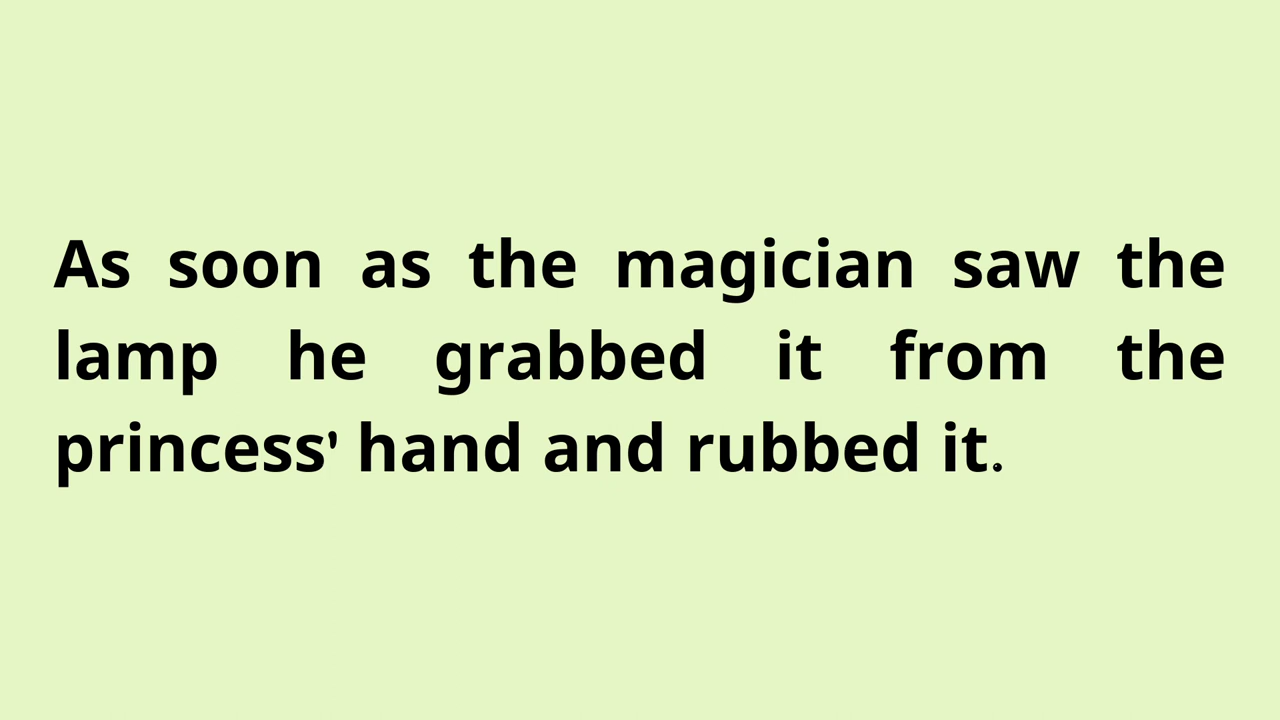 As soon as the magician saw the
lamp he grabbed it from the
princess' hand and rubbed it.